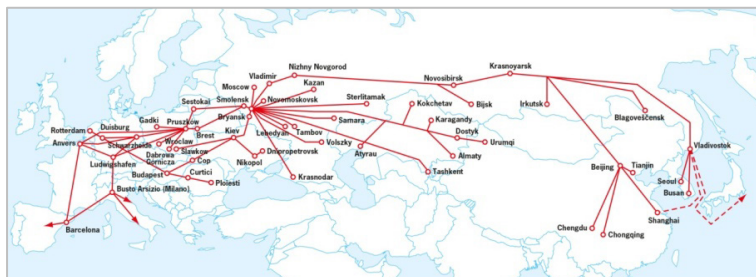 Nizhny Novgorod
Krasnoyarsk
Vladimir
Novosibirsk
Kazan
Moscow
Sestokai
Smolensk
Novomoskovsk
Sterlitamak
Kokchetav
Bijsk
Irkutsk
Gadki
Bryansk
Samara
Karagandy
Blagoveščensk
Rotterdam
Duisburg
Pruszkow
Brest
Kiev
Lebedyan
Tambov
Volszky
Dostyk
Urumqi
Vladivostok
Anvers
Schwarzheide
Wroclaw
Slawkow
Dabrowa
Gornicza
Cop
Dnipropetrovsk
Atyrau
Almaty
Ludwigshafen
Budapest
Curtici
Nikopol
Krasnodar
Tashkent
Beijing
Tianjin
Seoul
Busan
Busto Arsizio (Milano)
Ploiesti
Shanghai
Barcelona
Chengdu
Chongqing